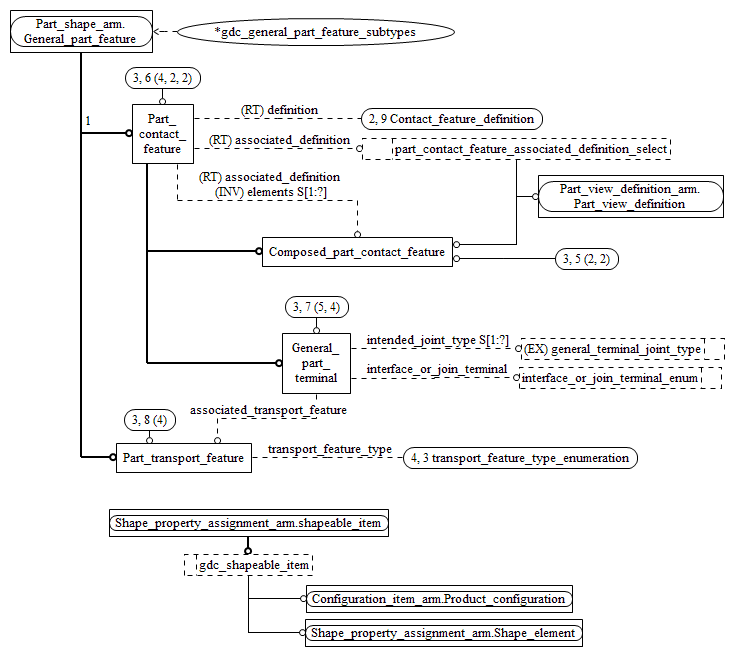 Part_shape_arm.
General_part_feature
*gdc_general_part_feature_subtypes
3, 6 (4, 2, 2)
1
Part_
contact_
feature
(RT) definition
2, 9 Contact_feature_definition
(RT) associated_definition
part_contact_feature_associated_definition_select
(RT) associated_definition
(INV) elements S[1:?]
Part_view_definition_arm.
Part_view_definition
Composed_part_contact_feature
3, 5 (2, 2)
3, 7 (5, 4)
General_
part_
terminal
intended_joint_type S[1:?]
(EX) general_terminal_joint_type
interface_or_join_terminal
interface_or_join_terminal_enum
associated_transport_feature
3, 8 (4)
Part_transport_feature
transport_feature_type
4, 3 transport_feature_type_enumeration
Shape_property_assignment_arm.shapeable_item
gdc_shapeable_item
Configuration_item_arm.Product_configuration
Shape_property_assignment_arm.Shape_element